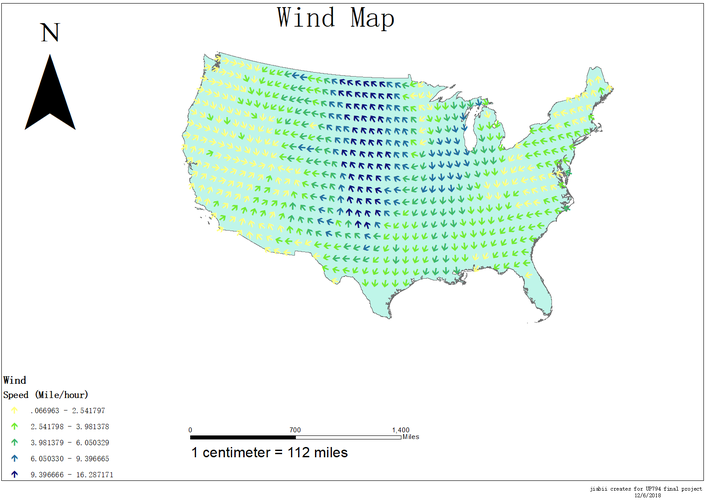 Wind Map
N
Wind
Speed (Mile/hour)
.066963 - 2.541797
2.541798 - 3.981378
3.981379 - 6.050329
6.050330 - 9.396665
9.396666 - 16.287171
0 700 1,400
Miles
1 centimeter = 112 miles
jiabii creates for UP794 final project
12/6/2018